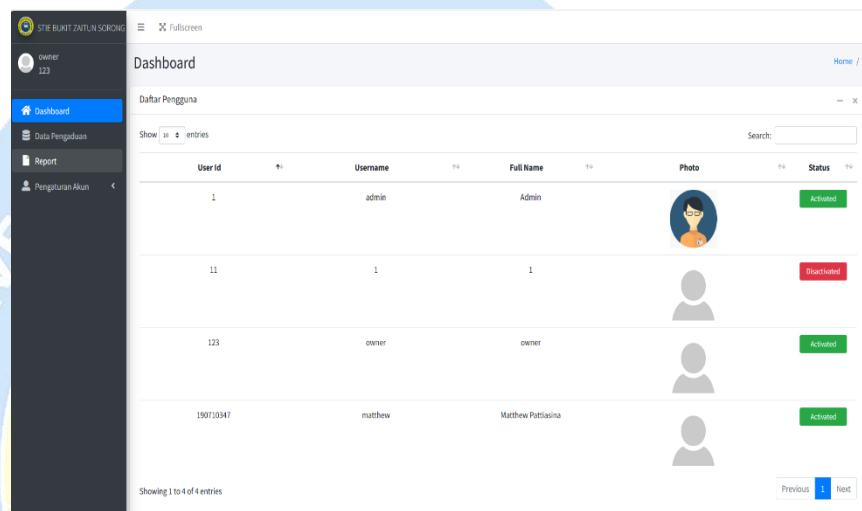 STIE BUKIT ZAITUN SORONG
Fullscreen
owner
123
Dashboard
Home /
Dashboard
Data Pengaduan
Report
Pengaturan Akun
Daftar Pengguna
Show 10 entries
Search:
User Id Username Full Name Photo Status
1 admin Admin Activated
11 1 1 Disactivated
123 owner owner Activated
190710347 matthew Matthew Pattiasina Activated
Showing 1 to 4 of 4 entries
Previous 1 Next